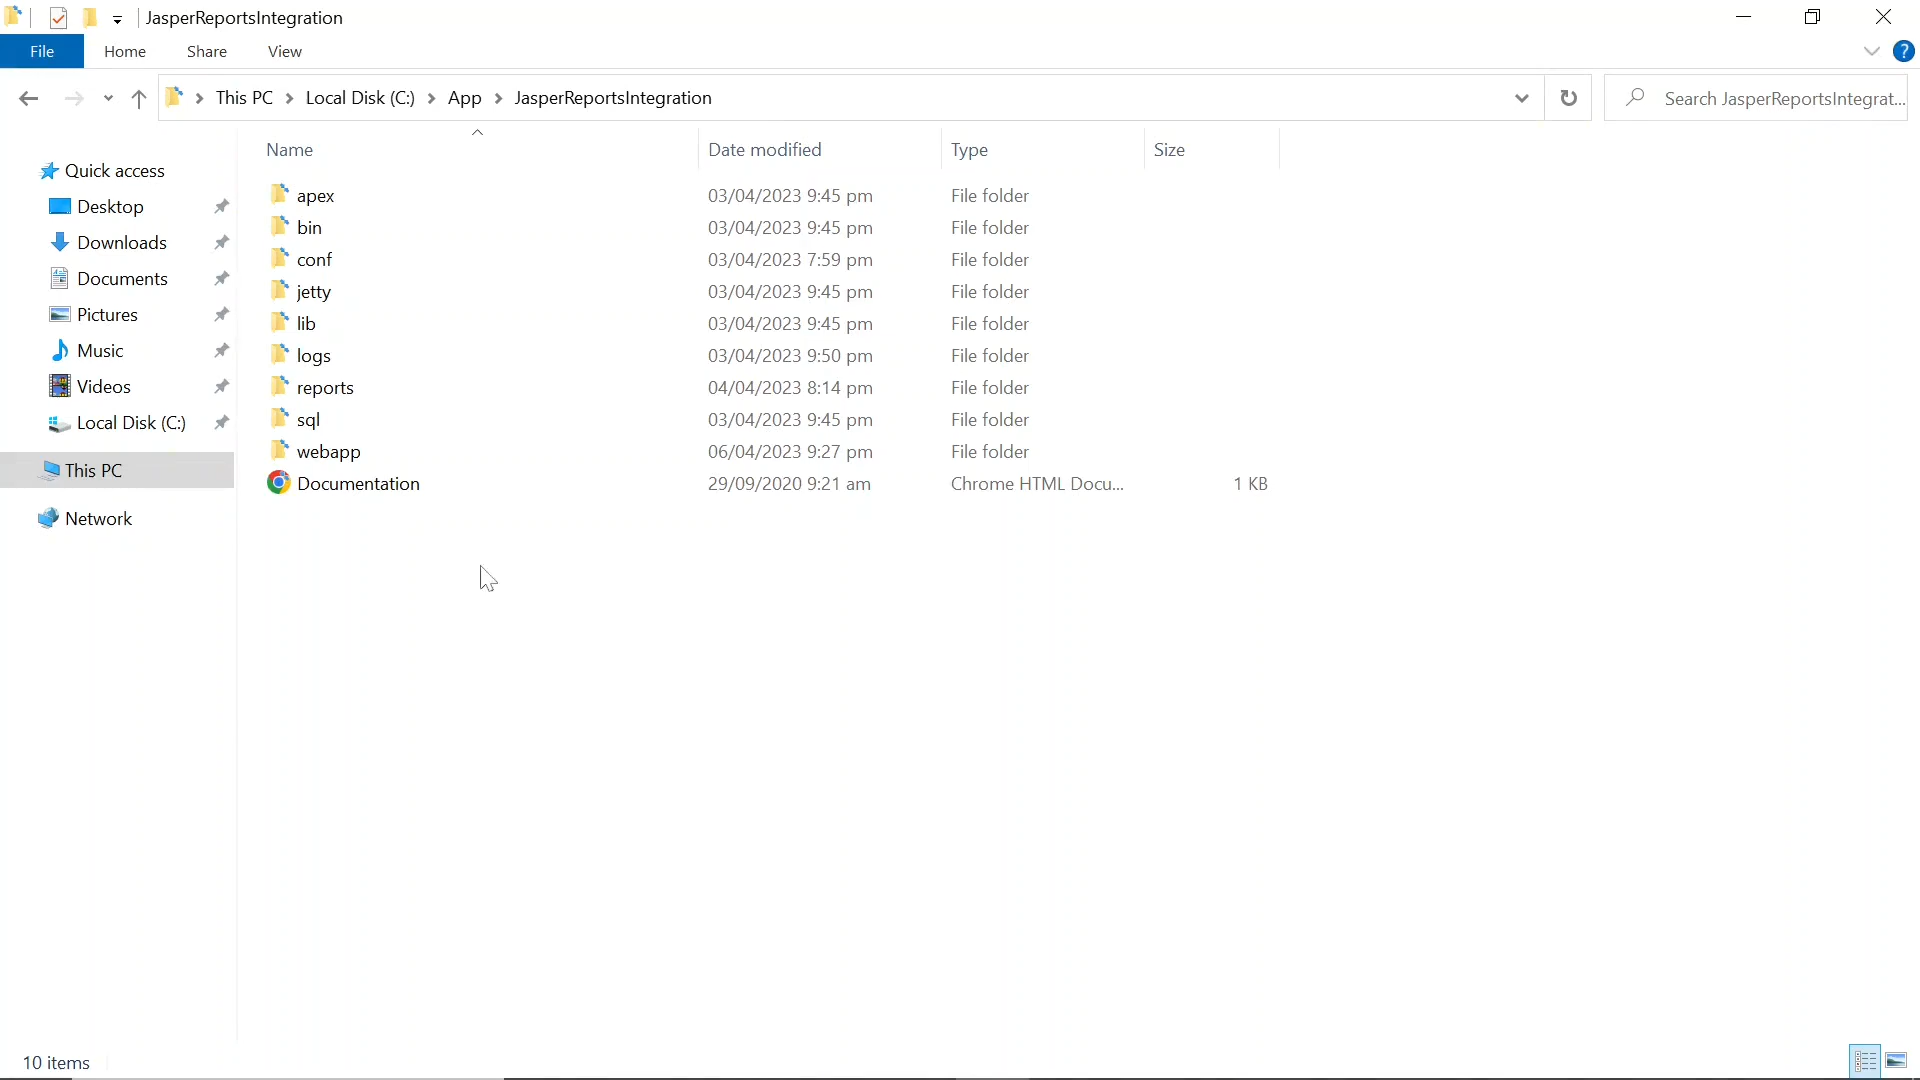 JasperReportsIntegration
File Home Share View
?
This PC Local Disk (C:) App JasperReportsIntegration
Search JasperReportsIntegrat...
Name Date modified Type Size
Quick access
Desktop
Downloads
Documents
Pictures
Music
Videos
Local Disk (C:)
This PC
Network
apex 03/04/2023 9:45 pm File folder
bin 03/04/2023 9:45 pm File folder
conf 03/04/2023 7:59 pm File folder
jetty 03/04/2023 9:45 pm File folder
lib 03/04/2023 9:45 pm File folder
logs 03/04/2023 9:50 pm File folder
reports 04/04/2023 8:14 pm File folder
sql 03/04/2023 9:45 pm File folder
webapp 06/04/2023 9:27 pm File folder
Documentation 29/09/2020 9:21 am Chrome HTML Docu... 1 KB
10 items